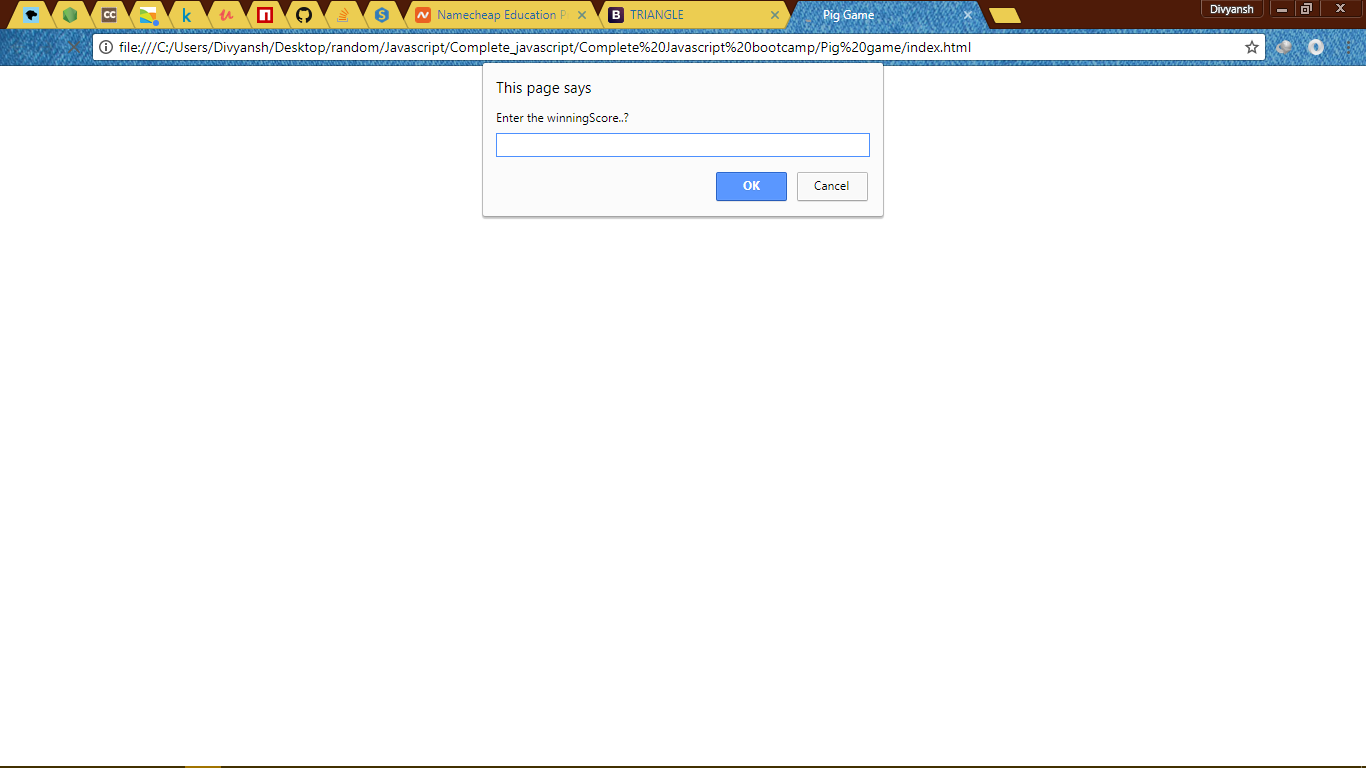 Namecheap Education P
TRIANGLE
Pig Game
Divyansh
file:///C:/Users/Divyansh/Desktop/random/Javascript/Complete_javascript/Complete%20Javascript%20bootcamp/Pig%20game/index.html
This page says
Enter the winningScore..?
OK
Cancel